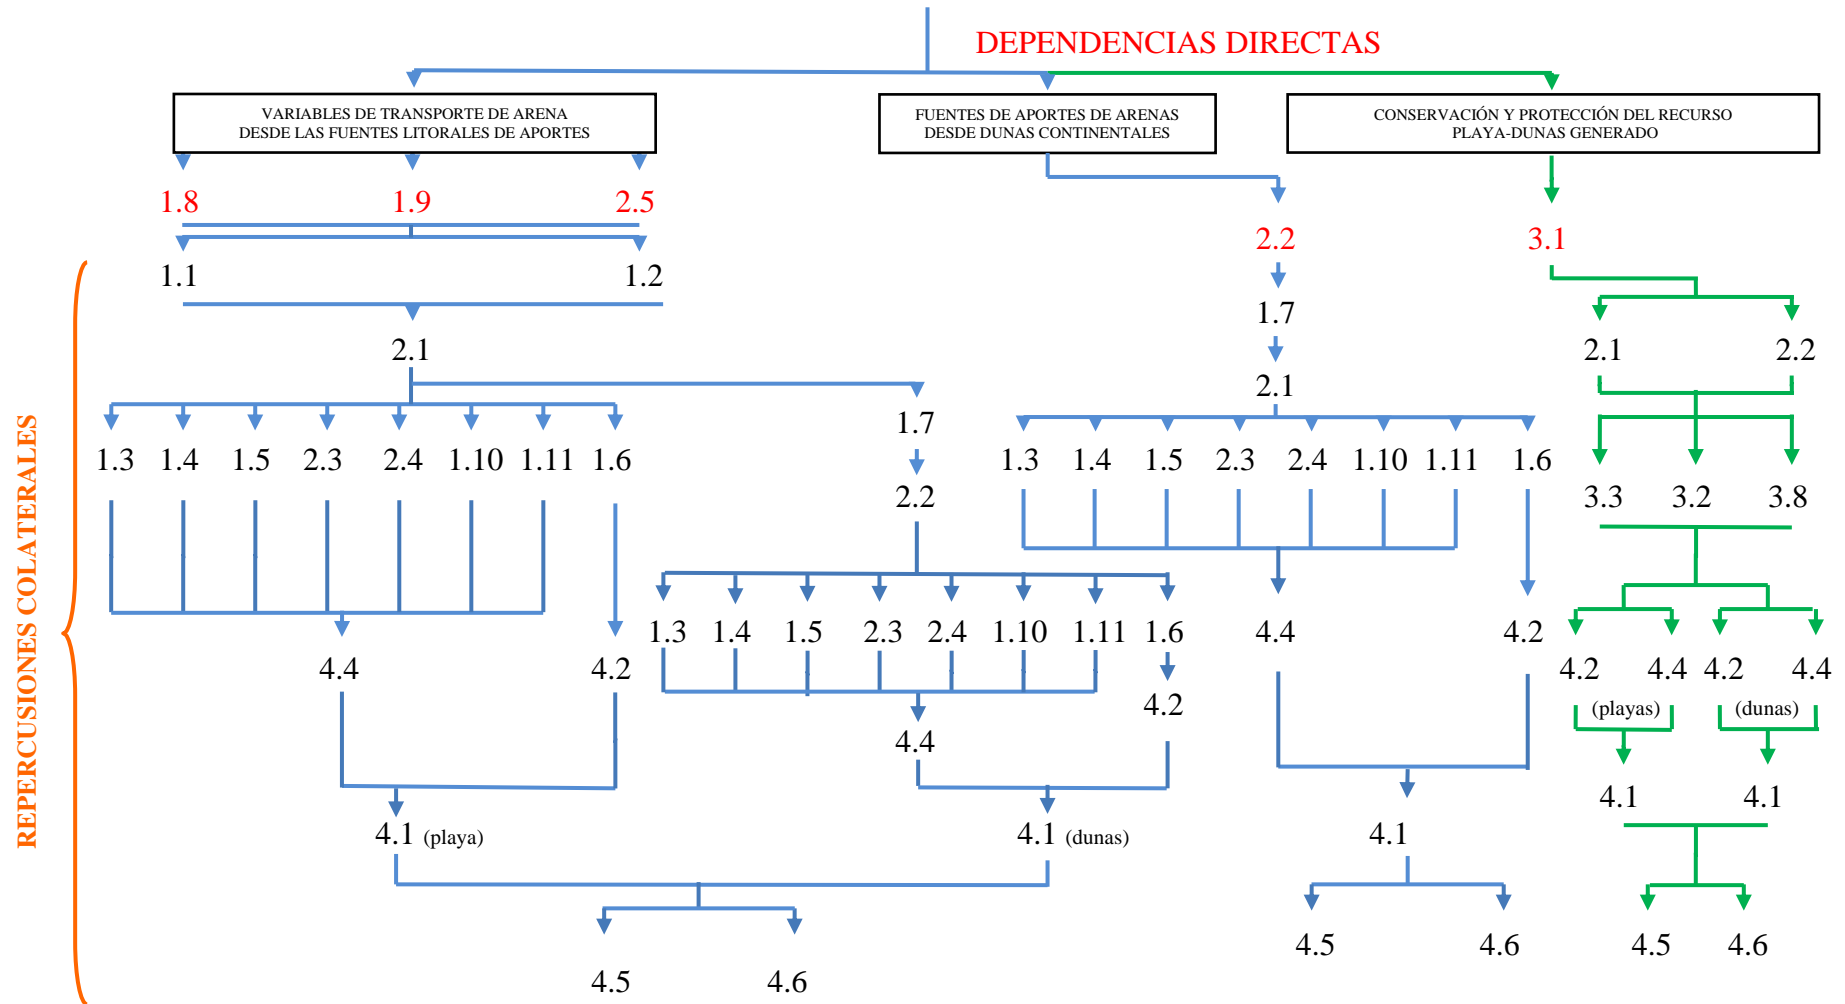 DEPENDENCIAS DIRECTAS
VARIABLES DE TRANSPORTE DE ARENA
DESDE LAS FUENTES LITORALES DE APORTES
FUENTES DE APORTES DE ARENAS
DESDE DUNAS CONTINENTALES
CONSERVACIÓN Y PROTECCIÓN DEL RECURSO
PLAYA-DUNAS GENERADO
1.8 1.9 2.5
2.2 3.1
1.1 1.2
1.7
2.1 2.1 2.2
2.1
1.7
1.3 1.4 1.5 2.3 2.4 1.10 1.11 1.6 1.3 1.4 1.5 2.3 2.4 1.10 1.11 1.6
2.2 3.3 3.2 3.8
1.3 1.4 1.5 2.3 2.4 1.10 1.11 1.6 4.4 4.2
4.4 4.2 4.2 4.4 4.2 4.4
4.2 (playas) (dunas)
4.4
4.1 4.1
4.1 (playa) 4.1 (dunas) 4.1
4.5 4.6 4.5 4.6
4.5 4.6
REPERCUSIONES COLATERALES